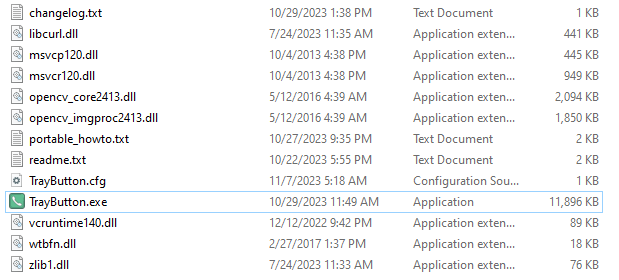 changelog.txt 10/29/2023 1:38 PM Text Document 1 KB
libcurl.dll 7/24/2023 11:35 AM Application exten... 441 KB
msvcp120.dll 10/4/2013 4:38 PM Application exten... 445 KB
msvcr120.dll 10/4/2013 4:38 PM Application exten... 949 KB
opencv_core2413.dll 5/12/2016 4:39 AM Application exten... 2,094 KB
opencv_imgproc2413.dll 5/12/2016 4:39 AM Application exten... 1,850 KB
portable_howto.txt 10/27/2023 9:35 PM Text Document 2 KB
readme.txt 10/22/2023 5:55 PM Text Document 2 KB
TrayButton.cfg 11/7/2023 5:18 AM Configuration Sou... 1 KB
TrayButton.exe 10/29/2023 11:49 AM Application 11,896 KB
vcruntime140.dll 12/12/2022 9:42 PM Application exten... 89 KB
wtbfn.dll 2/27/2017 1:37 PM Application exten... 18 KB
zlib1.dll 7/24/2023 11:33 AM Application exten... 76 KB